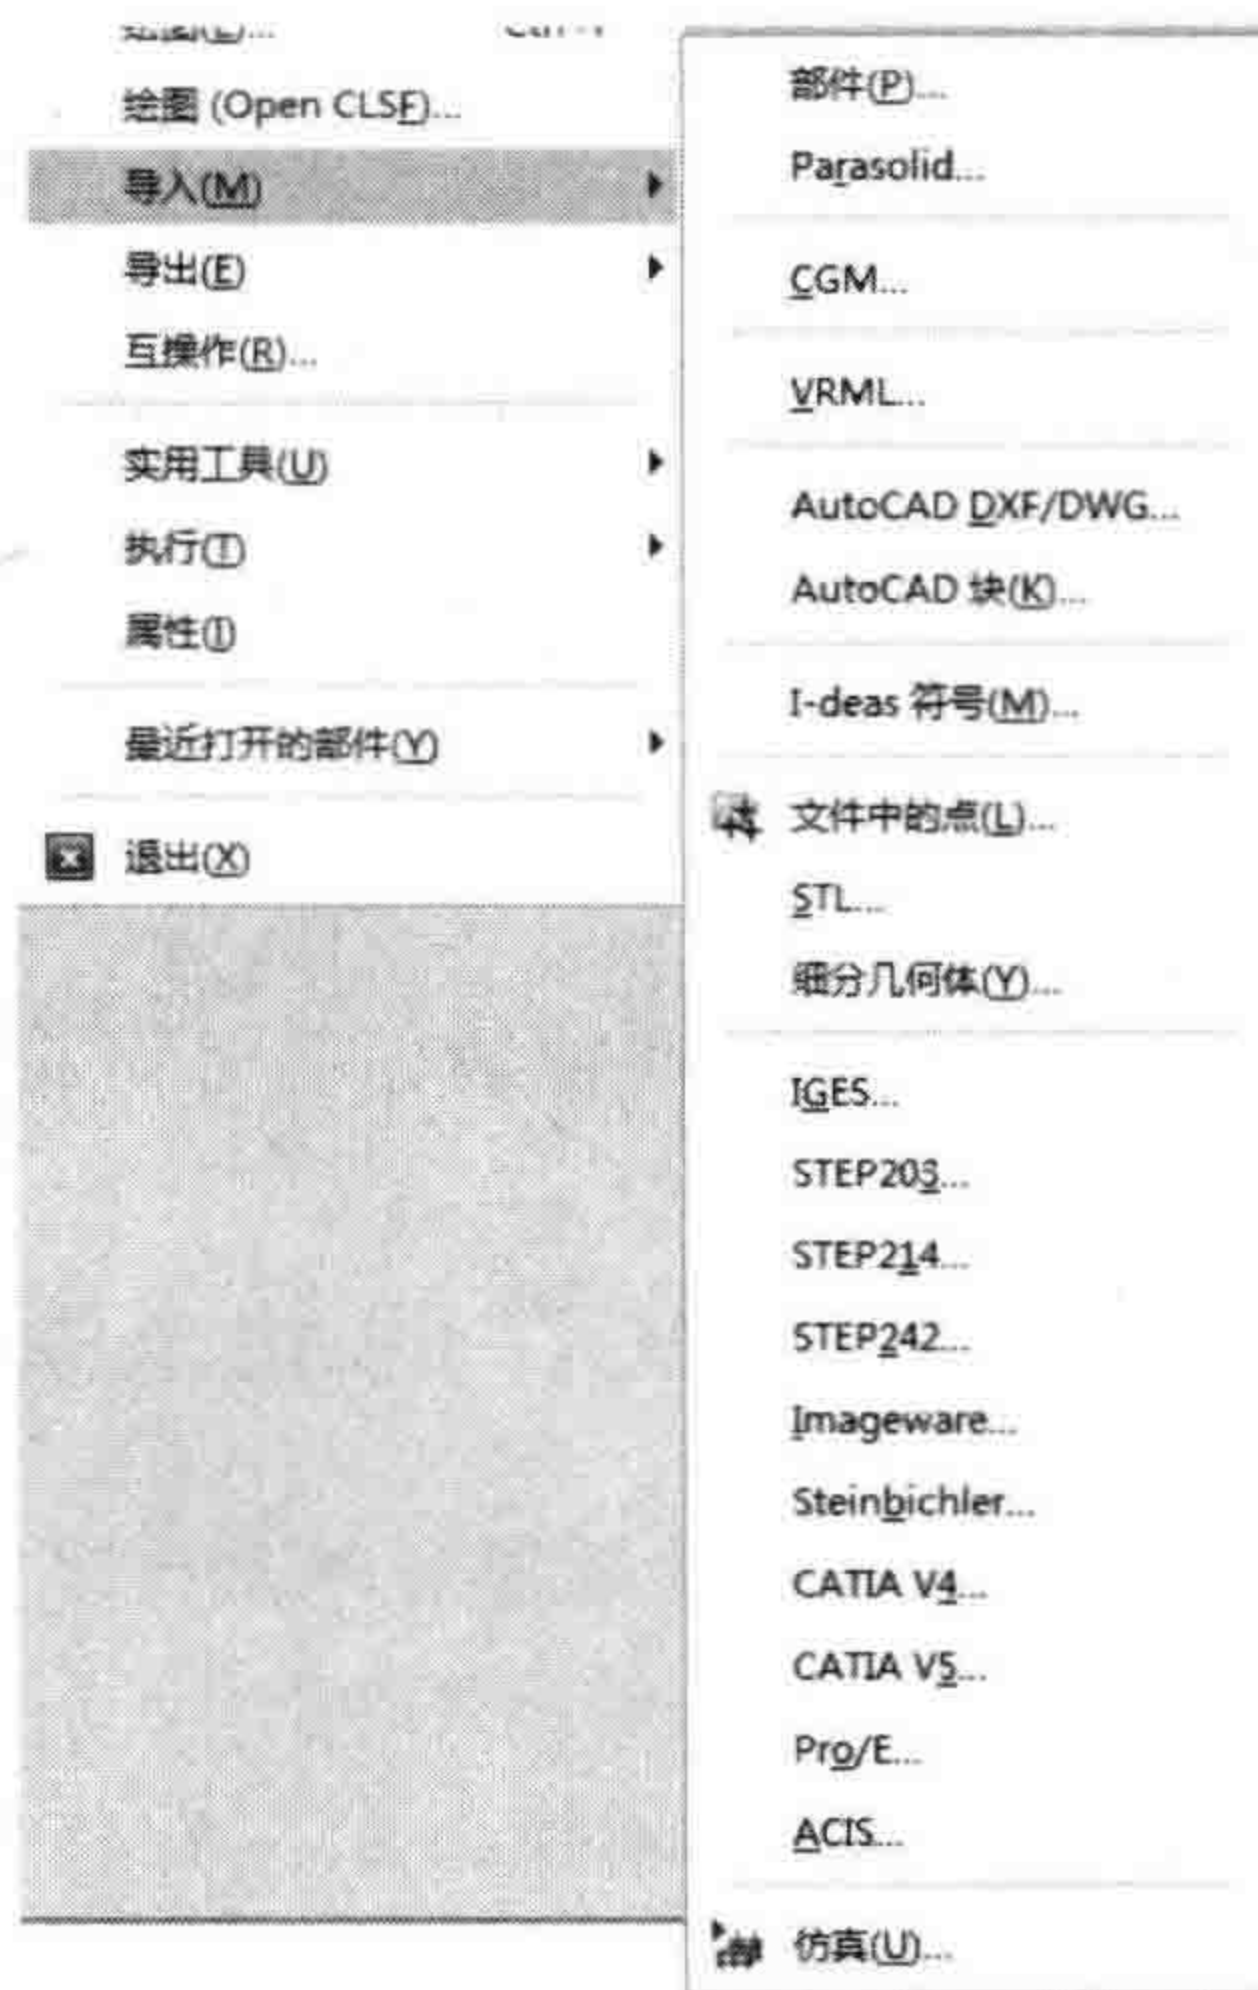 绘图 (Open CLSF)...
导入(M)
导出(E)
互操作(R)...
实用工具(U)
执行(T)
属性(I)
最近打开的部件(Y)
退出(X)
部件(P)...
Parasolid...
CGM...
VRML...
AutoCAD DXF/DWG...
AutoCAD 块(K)...
I-deas 符号(M)...
文件中的点(L)...
STL...
细分几何体(Y)...
IGES...
STEP203...
STEP214...
STEP242...
Imageware...
Steinbichler...
CATIA V4...
CATIA V5...
Pro/E...
ACIS...
仿真(U)...